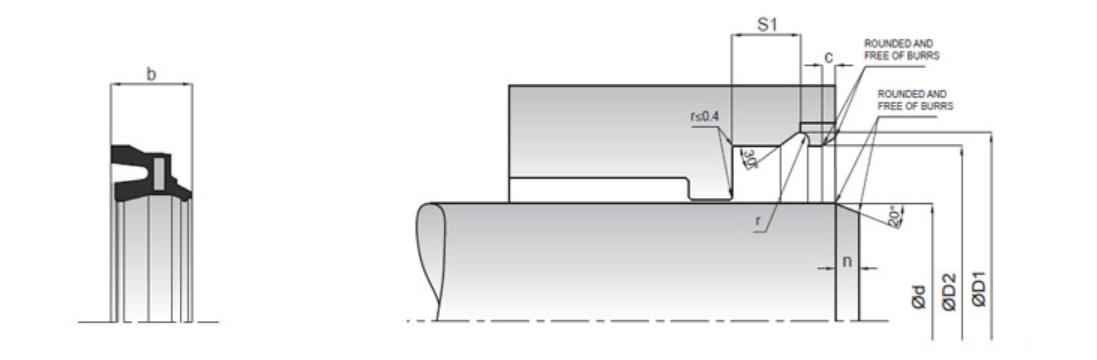 b
S1
c
ROUNDED AND
FREE OF BURRS
ROUNDED AND
FREE OF BURRS
r≤0.4
30°
r
20°
n
Ød
ØD2
ØD1